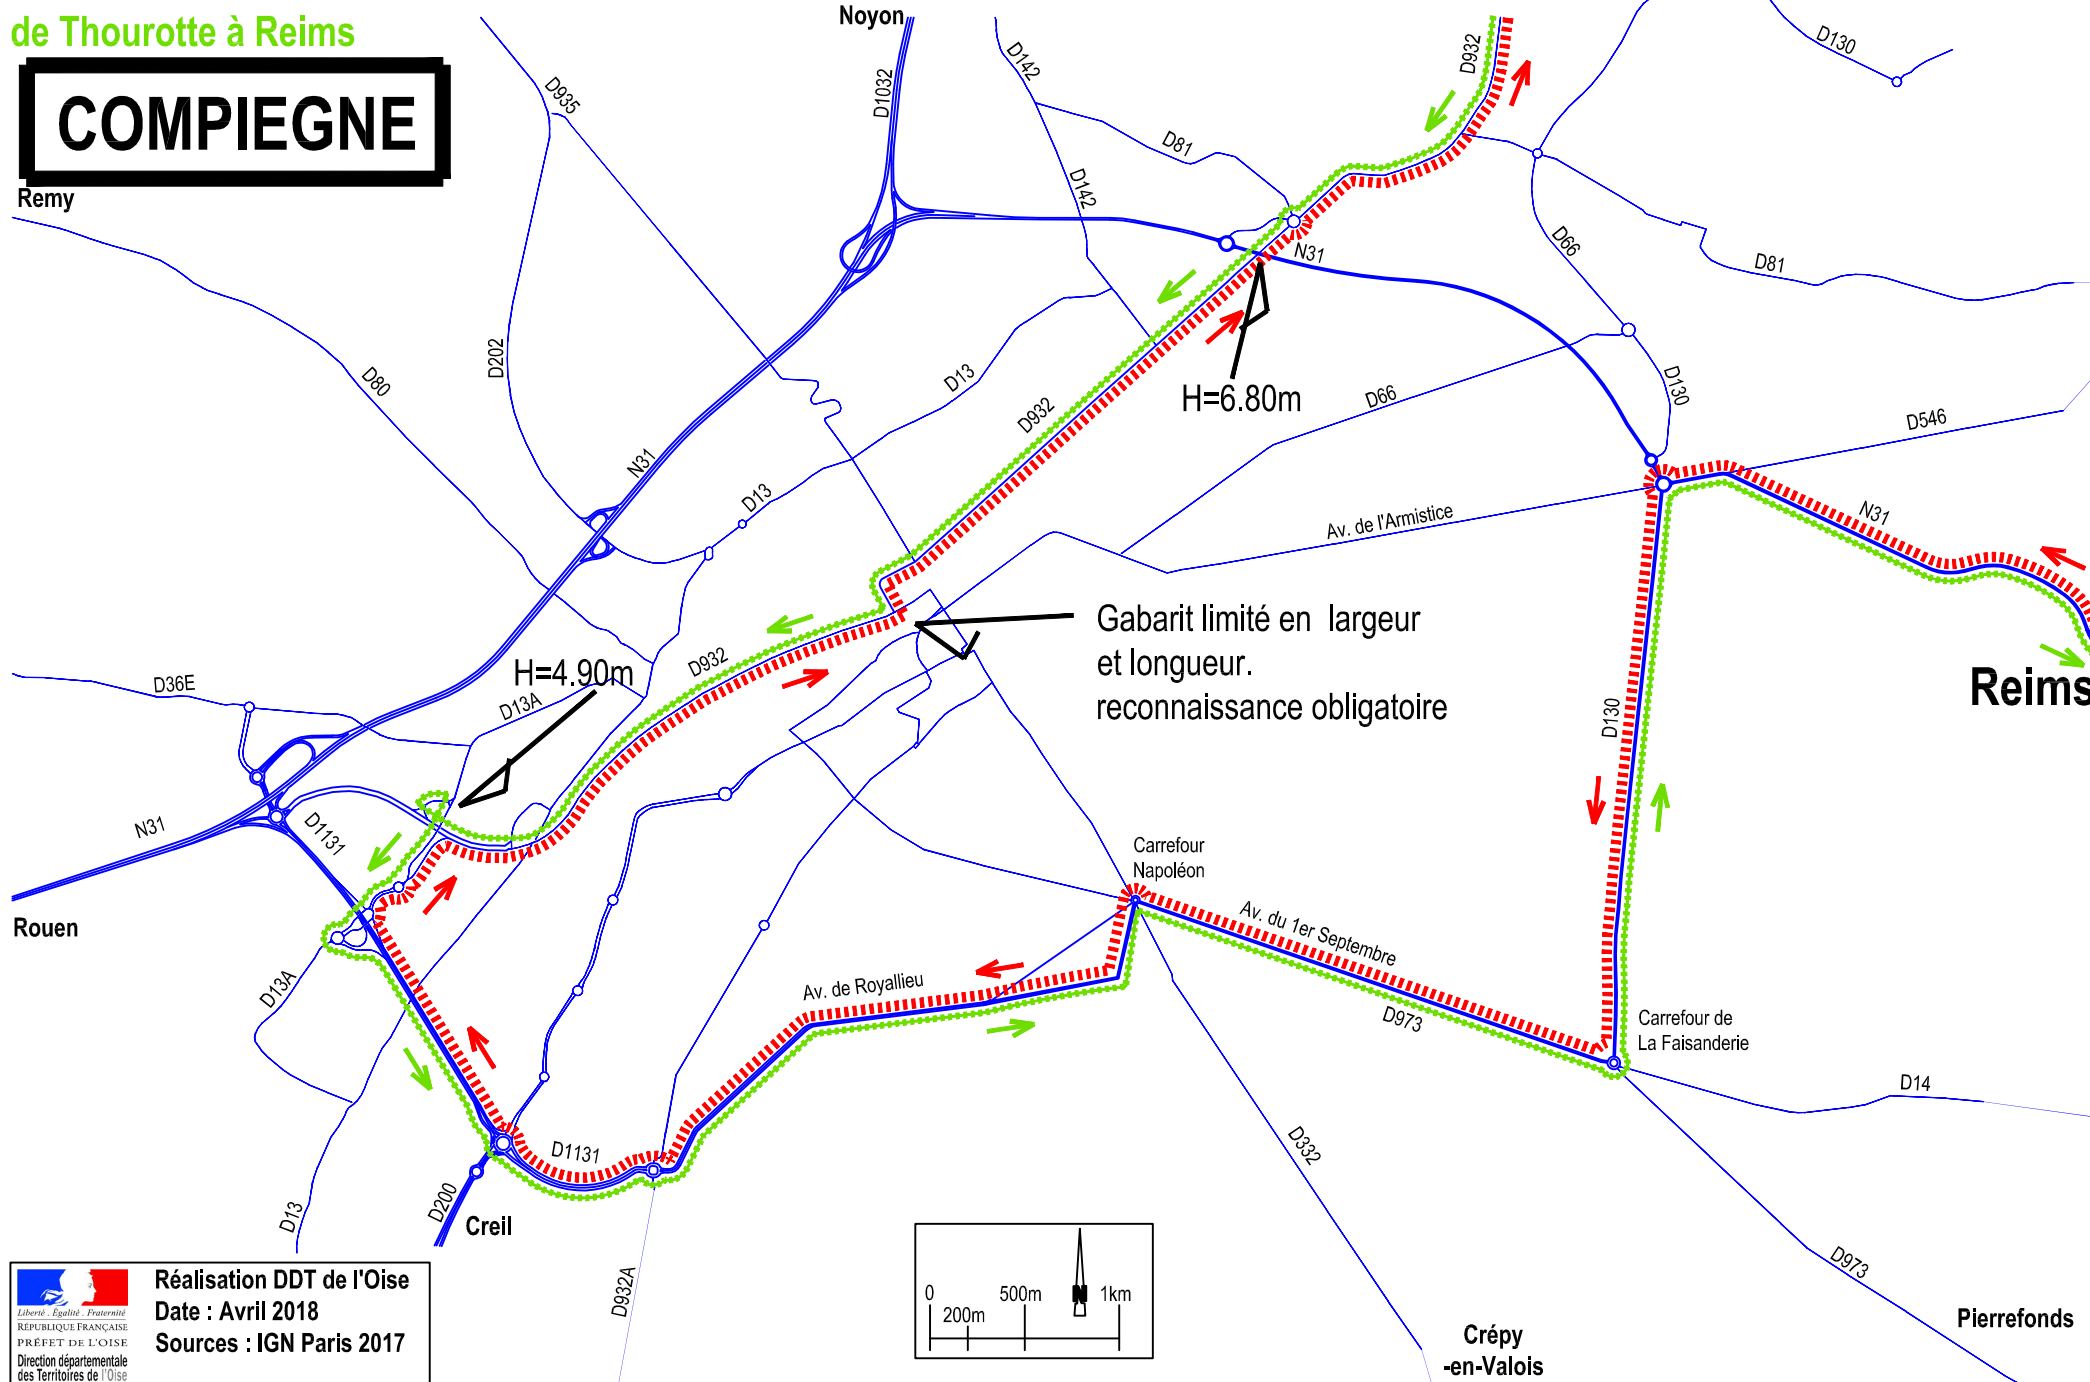 de Thourotte à Reims
COMPIEGNE
Remy
Noyon
D935
D1032
D142
D142
D81
D932
D130
D202
D80
N31
D66
D81
D13
D932
H=6.80m
D66
D130
D546
N31
D13
Av. de l'Armistice
N31
Gabarit limité en largeur
et longueur.
reconnaissance obligatoire
Reims
D36E
H=4.90m
D13A
D932
D130
N31
D1131
Carrefour
Napoléon
Av. du 1er Septembre
Rouen
D13A
Av. de Royallieu
D973
Carrefour de
La Faisanderie
D14
D1131
D332
D13
D200
Creil
D932A
D973
Pierrefonds
Crépy
-en-Valois
0
200m
500m
N
1km
Liberté . Égalité . Fraternité
RÉPUBLIQUE FRANÇAISE
PRÉFET DE L'OISE
Direction départementale
des Territoires de l'Oise
Réalisation DDT de l'Oise
Date : Avril 2018
Sources : IGN Paris 2017